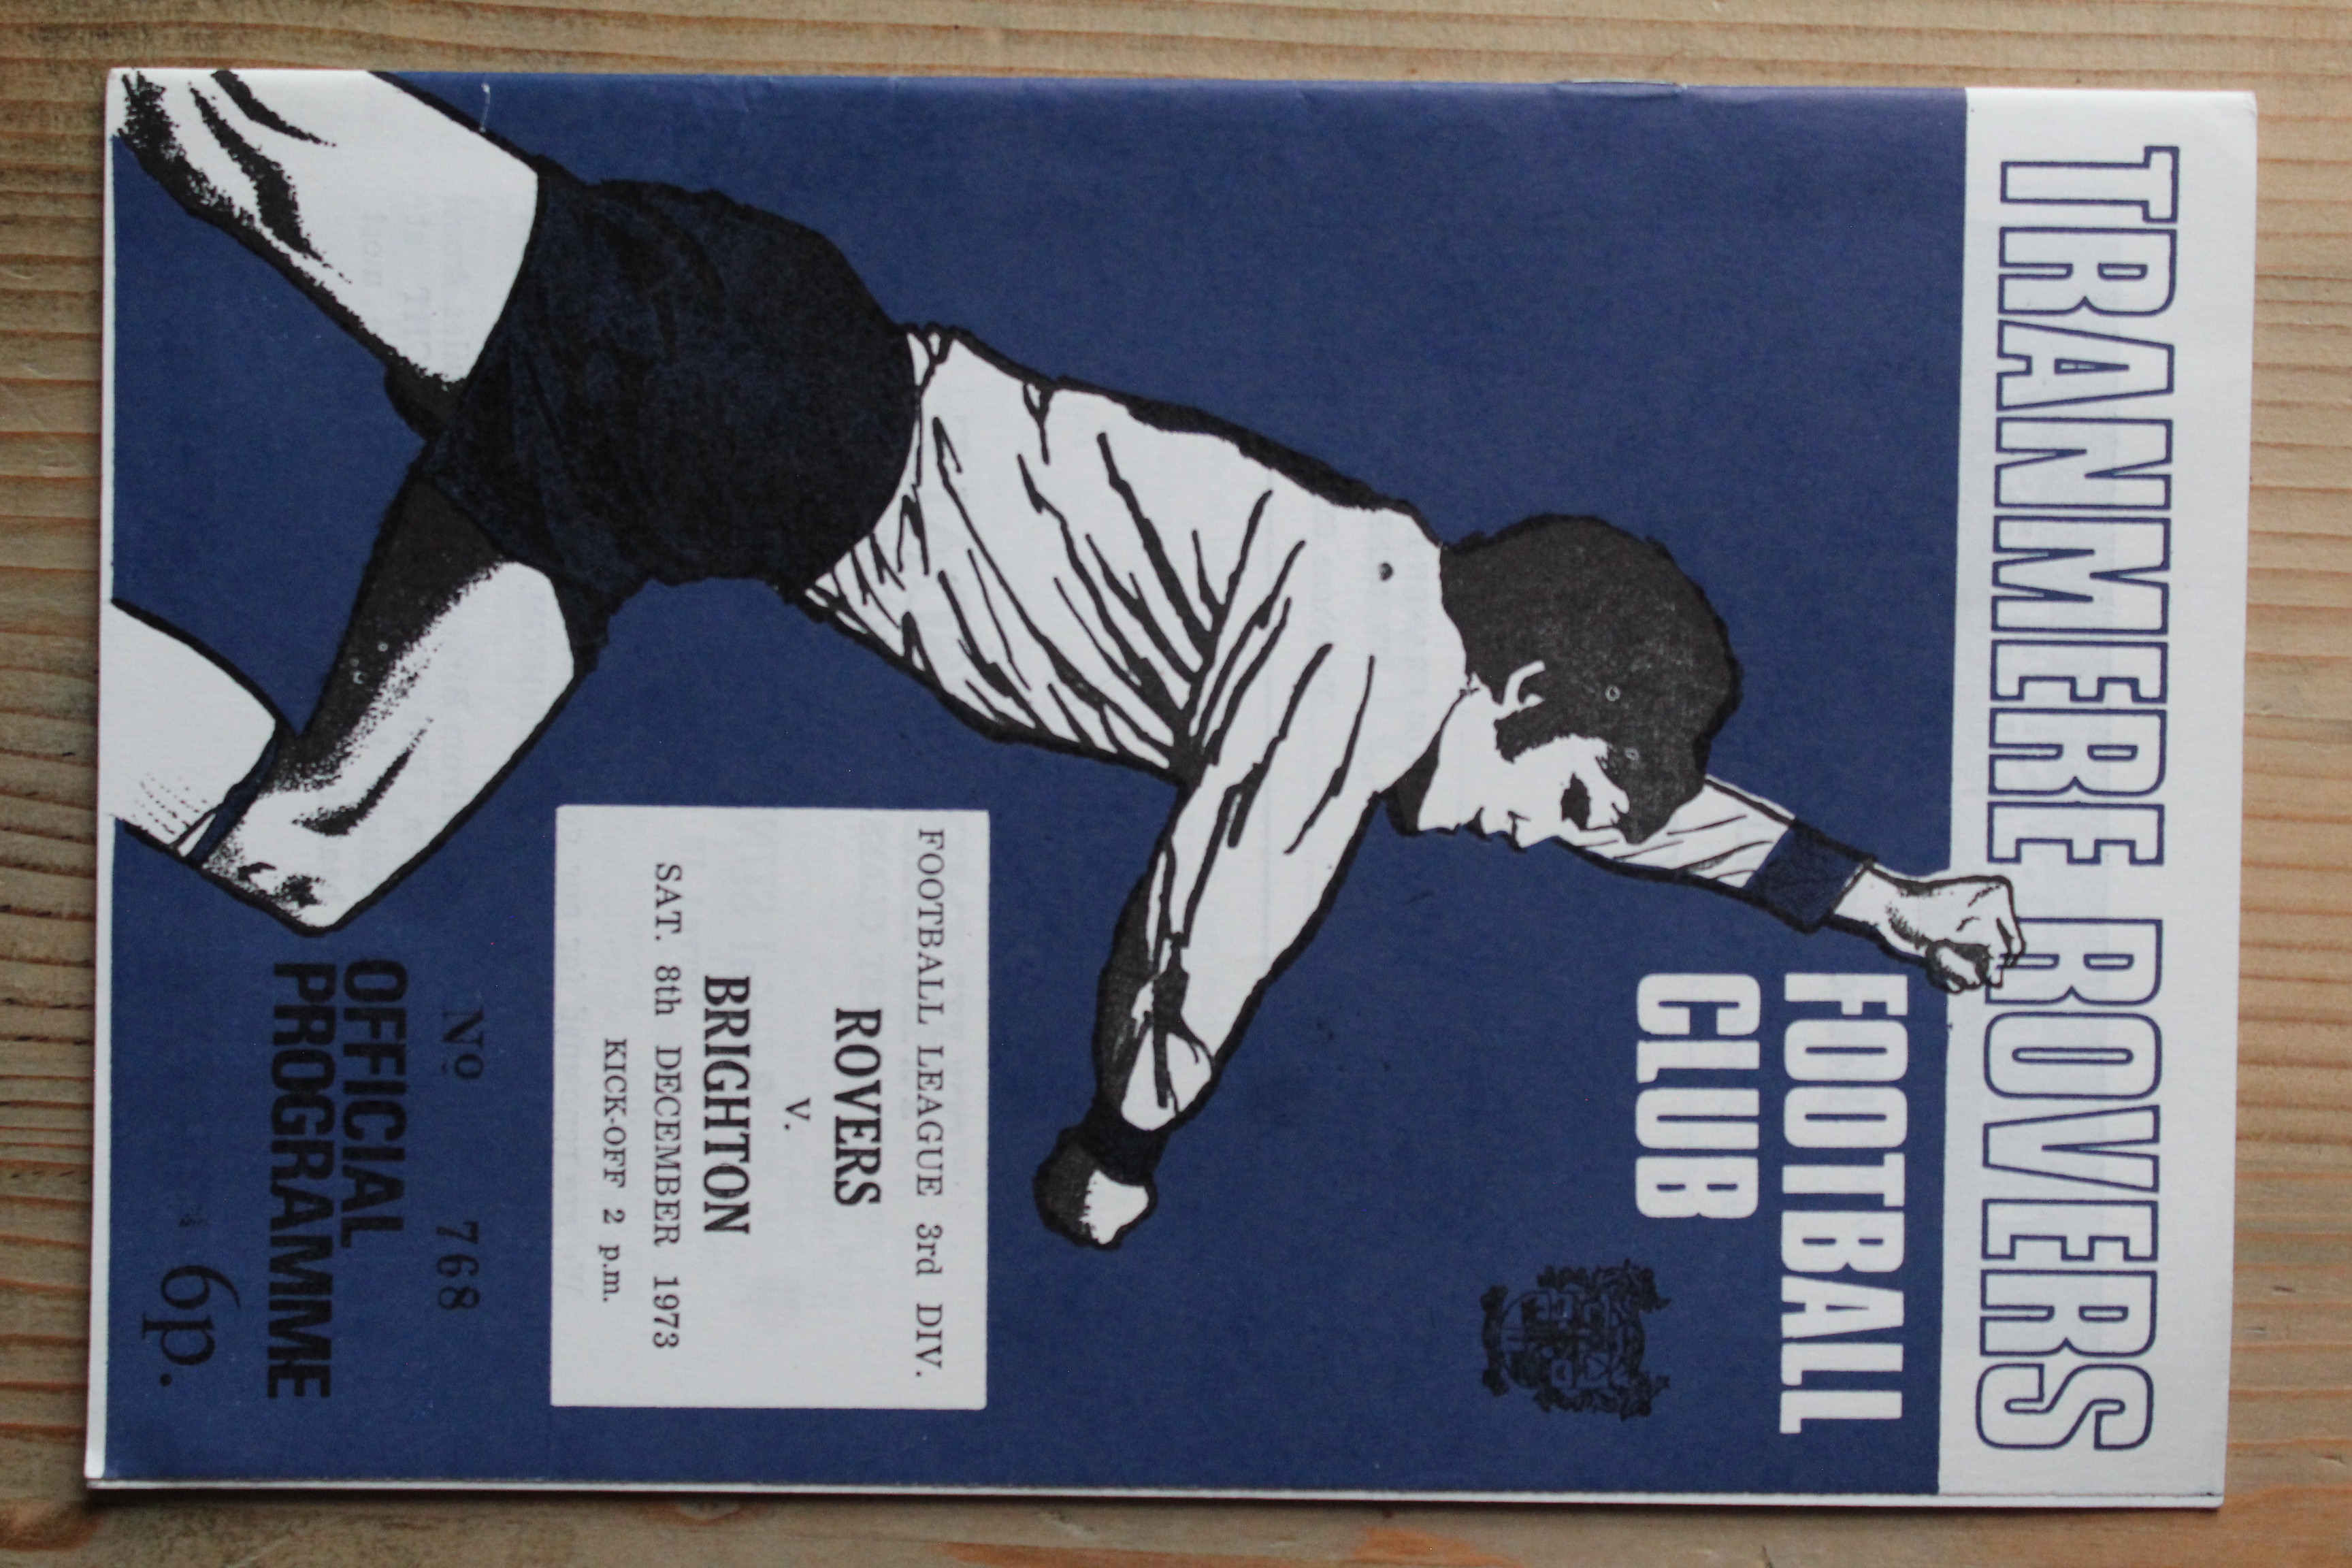 TRANMERE ROVERS
FOOTBALL
CLUB
FOOTBALL LEAGUE 3rd DIV.
ROVERS
v.
BRIGHTON
SAT. 8th DECEMBER 1973
KICK-OFF 2 p.m.
No 768
OFFICIAL
PROGRAMME
6p.